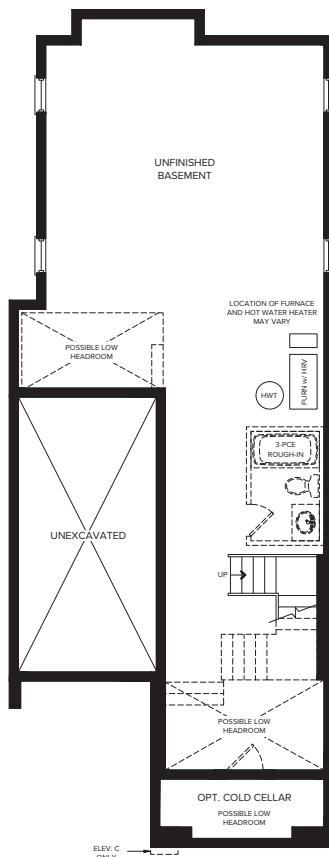 UNFINISHED
BASEMENT
LOCATION OF FURNACE
AND HOT WATER HEATER
MAY VARY
POSSIBLE LOW
HEADROOM
FURN w/ HRV
HWT
3-PCE
ROUGH-IN
UNEXCAVATED
UP
POSSIBLE LOW
HEADROOM
OPT. COLD CELLAR
POSSIBLE LOW
HEADROOM
ELEV. C
ONLY